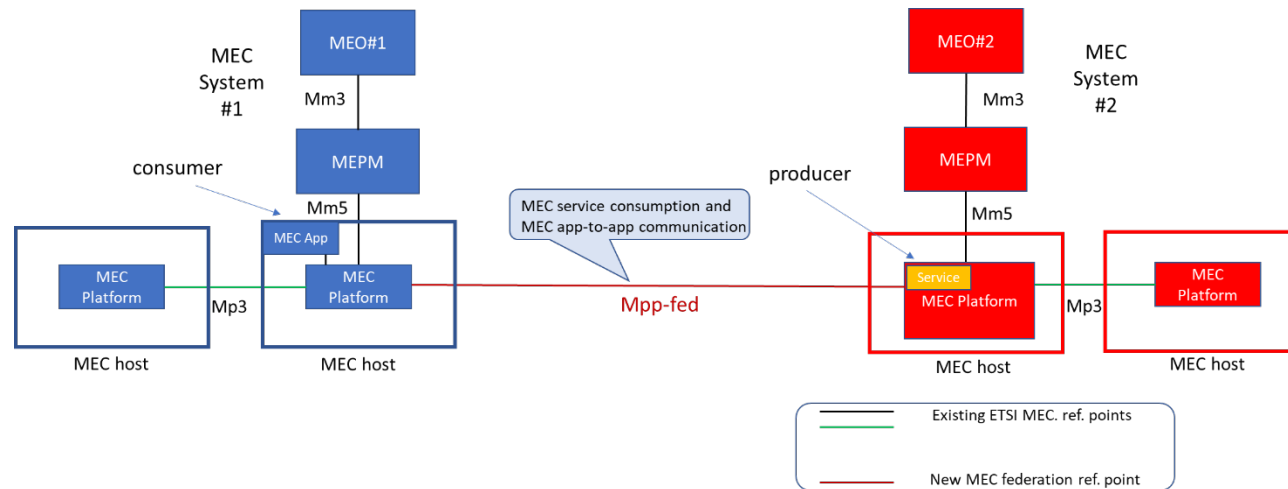 MEC
System
#1
MEO#1
Mm3
MEPM
consumer
Mm5
MEC App
MEC
Platform
Mp3
MEC
Platform
MEC host
MEC host
MEC service consumption and
MEC app-to-app communication
Mpp-fed
MEO#2
MEC
System
#2
Mm3
MEPM
producer
Mm5
Service
MEC Platform
Mp3
MEC
Platform
MEC host
MEC host
Existing ETSI MEC. ref. points
New MEC federation ref. point